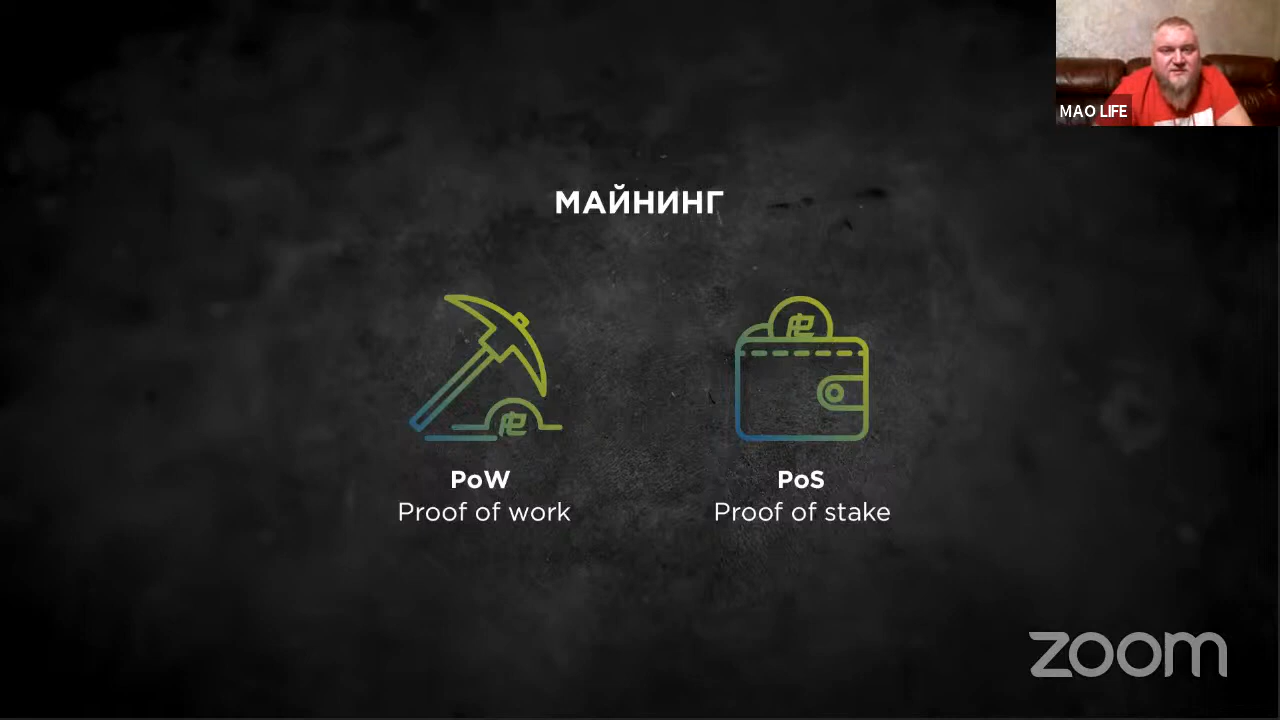 MAO LIFE
МАЙНИНГ
PoW
Proof of work
PoS
Proof of stake
zoom